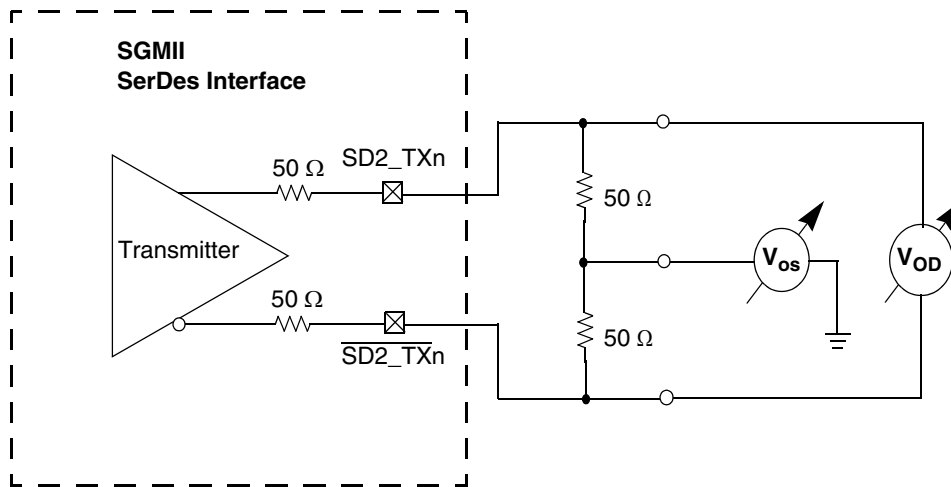 SGMII
SerDes Interface
50 Ω
SD2_TXn
Transmitter
50 Ω
SD2_TXn
50 Ω
50 Ω
Vos
VOD